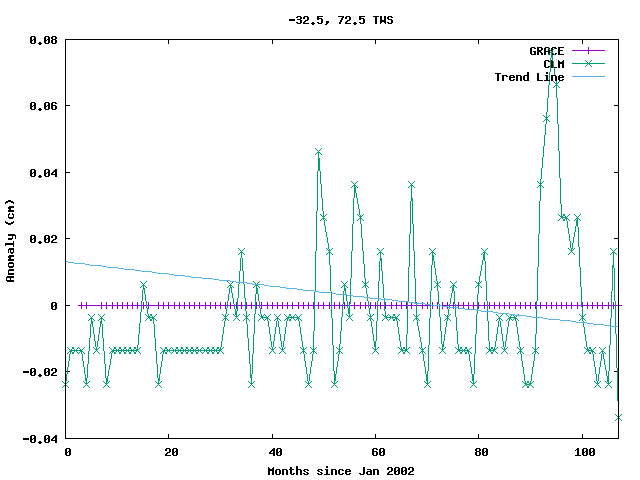 -32.5, 72.5 TWS
GRACE
CLM
Trend Line
0.08
0.06
0.04
0.02
0
-0.02
-0.04
Anomaly (cm)
0 20 40 60 80 100
Months since Jan 2002